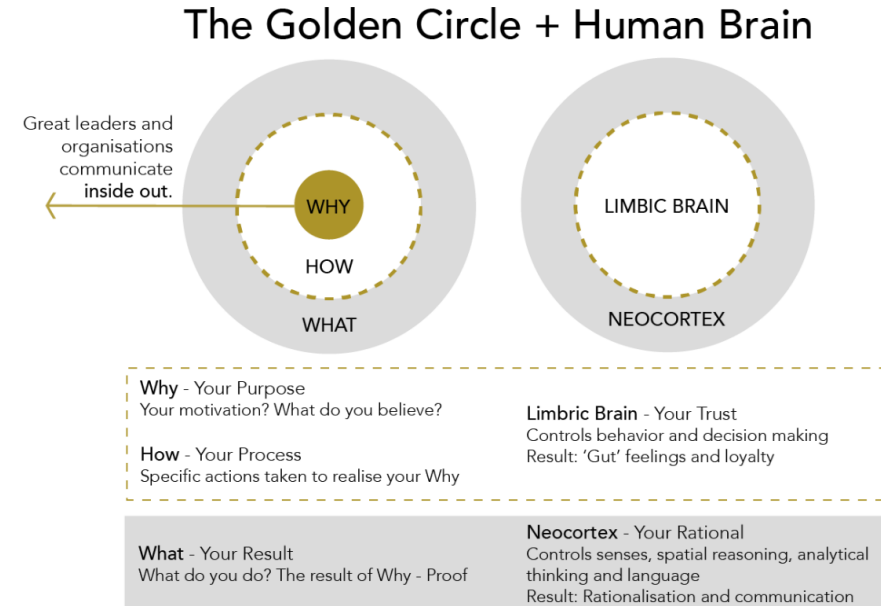 The Golden Circle + Human Brain
Great leaders and
organisations
communicate
inside out.
WHY
HOW
WHAT
LIMBIC BRAIN
NEOCORTEX
Why - Your Purpose
Your motivation? What do you believe?
How - Your Process
Specific actions taken to realise your Why
Limbric Brain - Your Trust
Controls behavior and decision making
Result: ‘Gut’ feelings and loyalty
What - Your Result
What do you do? The result of Why - Proof
Neocortex - Your Rational
Controls senses, spatial reasoning, analytical
thinking and language
Result: Rationalisation and communication